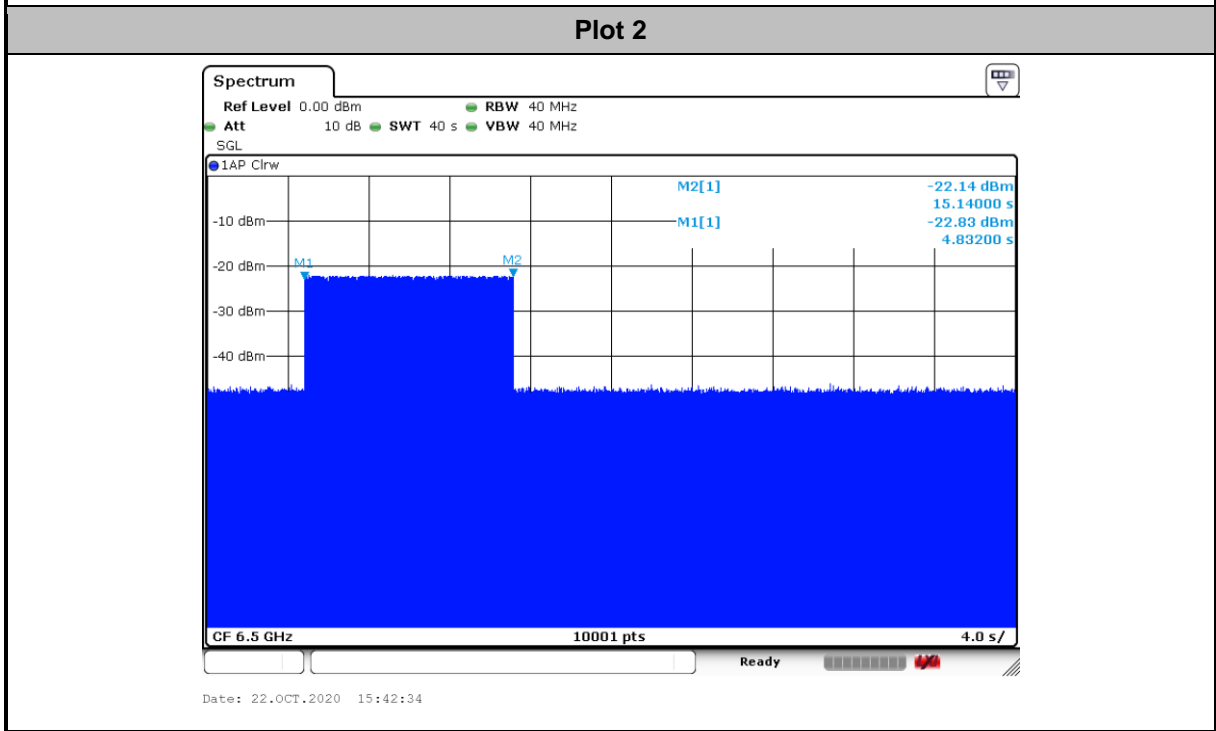 Plot 2
Spectrum
Ref Level 0.00 dBm RBW 40 MHz
Att 10 dB SWT 40 s VBW 40 MHz
SGL
1AP Clrw
M2[1] -22.14 dBm
15.14000 s
-10 dBm M1[1] -22.83 dBm
4.83200 s
-20 dBm M1 M2
-30 dBm
-40 dBm
CF 6.5 GHz 10001 pts 4.0 s/
Ready
Date: 22.OCT.2020 15:42:34